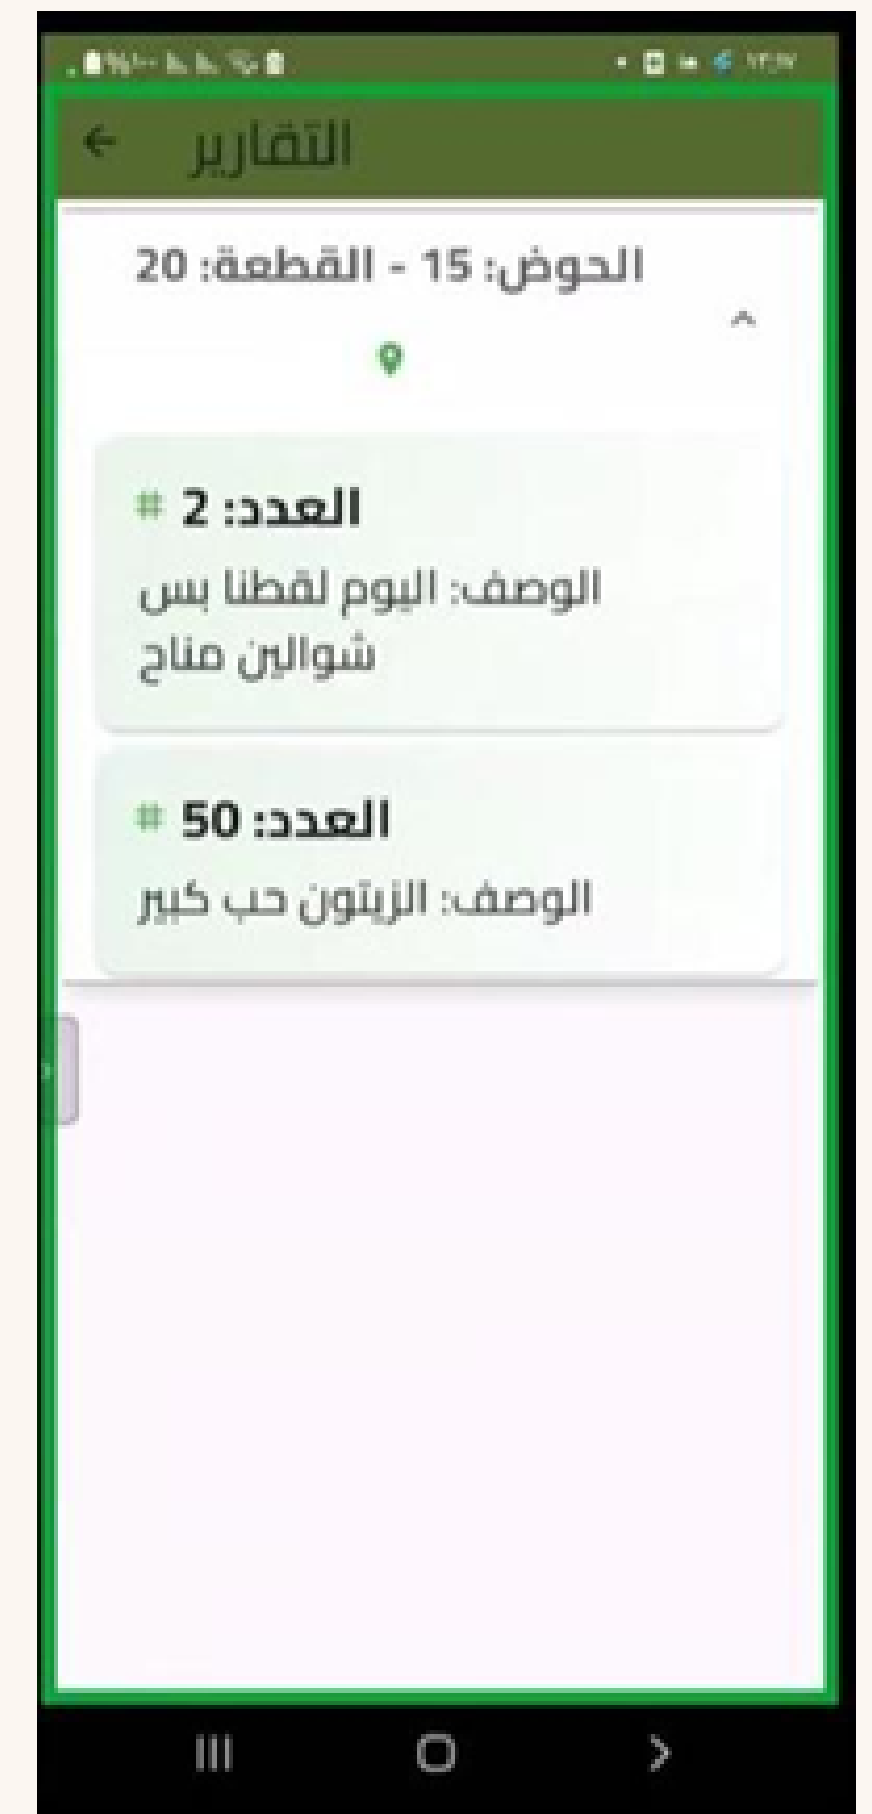 التقارير
الحوض: 15 - القطعة: 20
العدد: 2
الوصف: اليوم لقطنا بس
شوالين مناح
العدد: 50
الوصف: الزيتون حب كبير